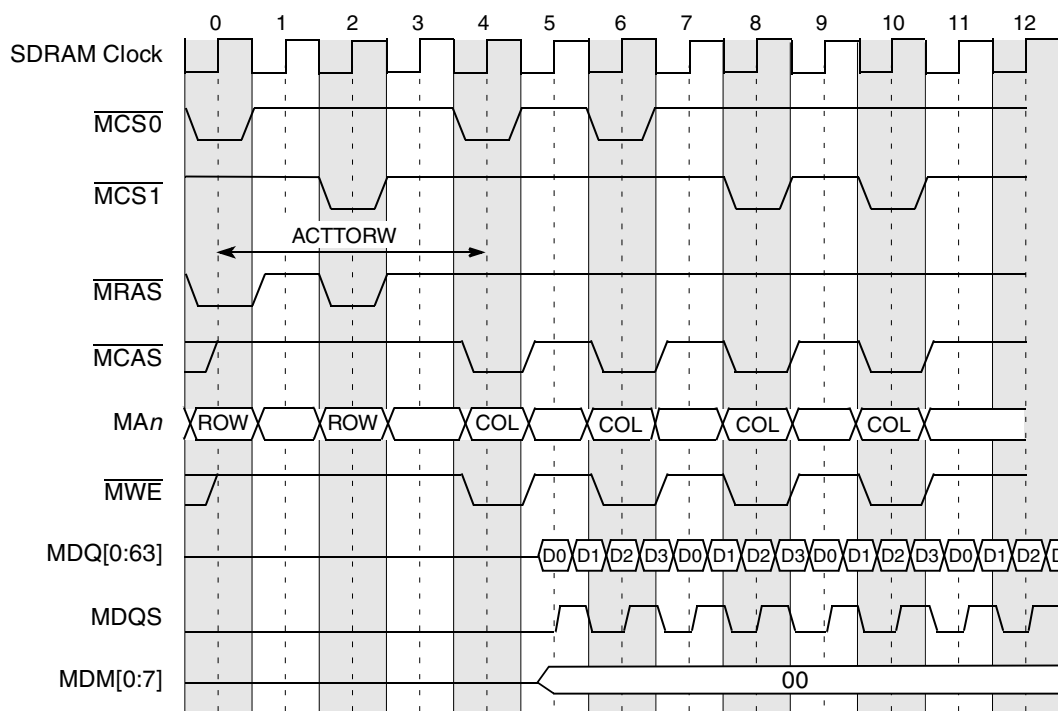 0 1 2 3 4 5 6 7 8 9 10 11 12
SDRAM Clock
MCS0
MCS1
ACTTORW
MRAS
MCAS
MAn ROW ROW COL COL COL COL
MWE
MDQ[0:63] D0 D1 D2 D3 D0 D1 D2 D3 D0 D1 D2 D3 D0 D1 D2
MDQS
MDM[0:7] 00